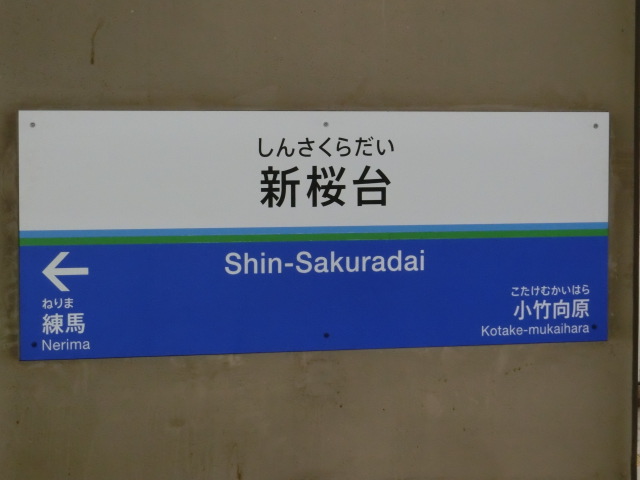 しんさくらだい
新桜台
Shin-Sakuradai
ねりま
練馬
Nerima
こたけむかいはら
小竹向原
Kotake-mukaihara